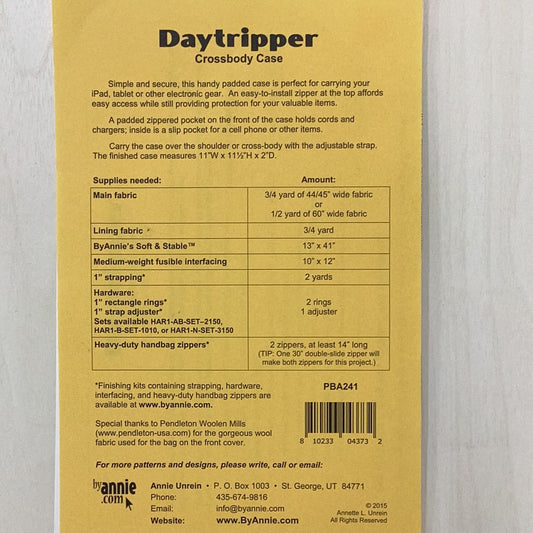 Daytripper
Crossbody Case
Simple and secure, this handy padded case is perfect for carrying your
iPad, tablet or other electronic gear. An easy-to-install zipper at the top affords
easy access while still providing protection for your valuable items.
A padded zippered pocket on the front of the case holds cords and
chargers; inside is a slip pocket for a cell phone or other items.
Carry the case over the shoulder or cross-body with the adjustable strap.
The finished case measures 11"W x 11½"H x 2"D.
Supplies needed: Amount:
Main fabric 3/4 yard of 44/45" wide fabric
or
1/2 yard of 60" wide fabric
Lining fabric 3/4 yard
ByAnnie's Soft & Stable™ 13" x 41"
Medium-weight fusible interfacing 10" x 12"
1" strapping* 2 yards
Hardware:
1" rectangle rings* 2 rings
1" strap adjuster* 1 adjuster
Sets available HAR1-AB-SET–2150,
HAR1-B-SET-1010, or HAR1-N-SET-3150
Heavy-duty handbag zippers* 2 zippers, at least 14" long
(TIP: One 30" double-slide zipper will
make both zippers for this project.)
*Finishing kits containing strapping, hardware,
interfacing, and heavy-duty handbag zippers are
available at www.byannie.com.
PBA241
Special thanks to Pendleton Woolen Mills
(www.pendleton-usa.com) for the gorgeous wool
fabric used for the bag on the front cover.
8 10233 04373 2
For more patterns and designs, please write, call or email:
by annie .com
Annie Unrein • P. O. Box 1003 • St. George, UT 84771
Phone: 435-674-9816
Email: info@byannie.com
Website: www.ByAnnie.com
© 2015
Annette L. Unrein
All Rights Reserved